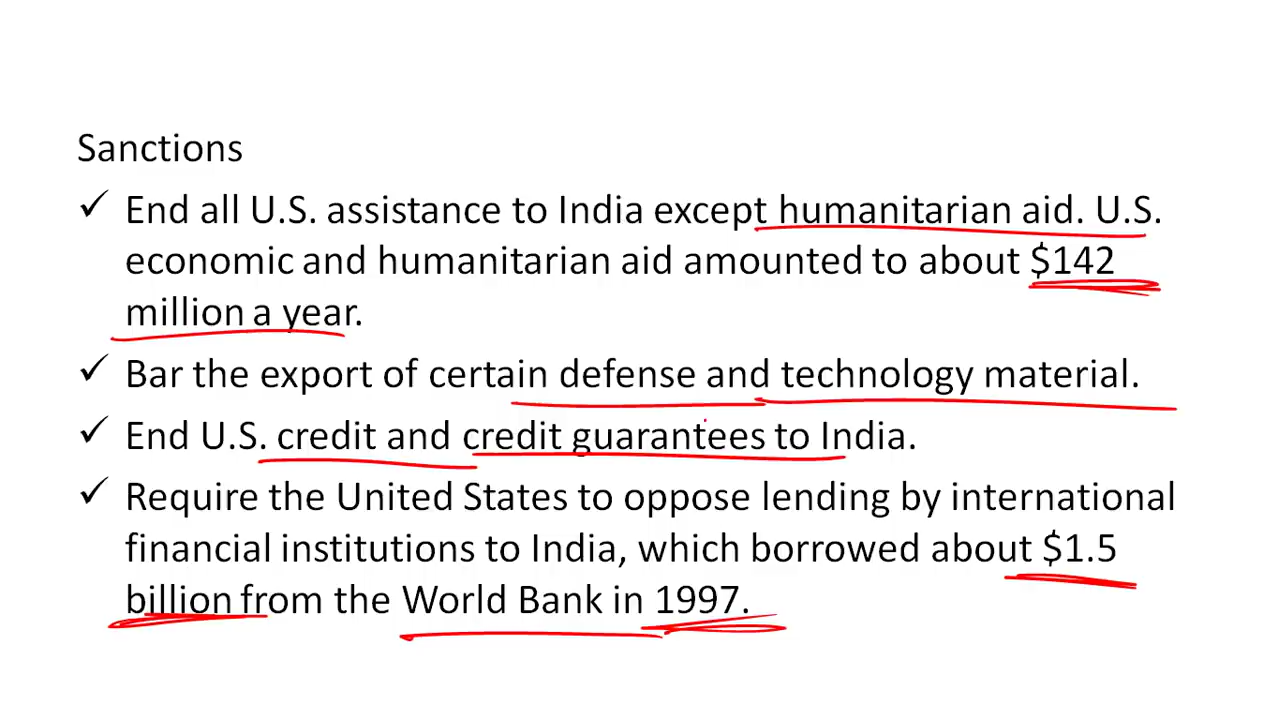 Sanctions
✓ End all U.S. assistance to India except humanitarian aid. U.S.
economic and humanitarian aid amounted to about $142
million a year.
✓ Bar the export of certain defense and technology material.
✓ End U.S. credit and credit guarantees to India.
✓ Require the United States to oppose lending by international
financial institutions to India, which borrowed about $1.5
billion from the World Bank in 1997.